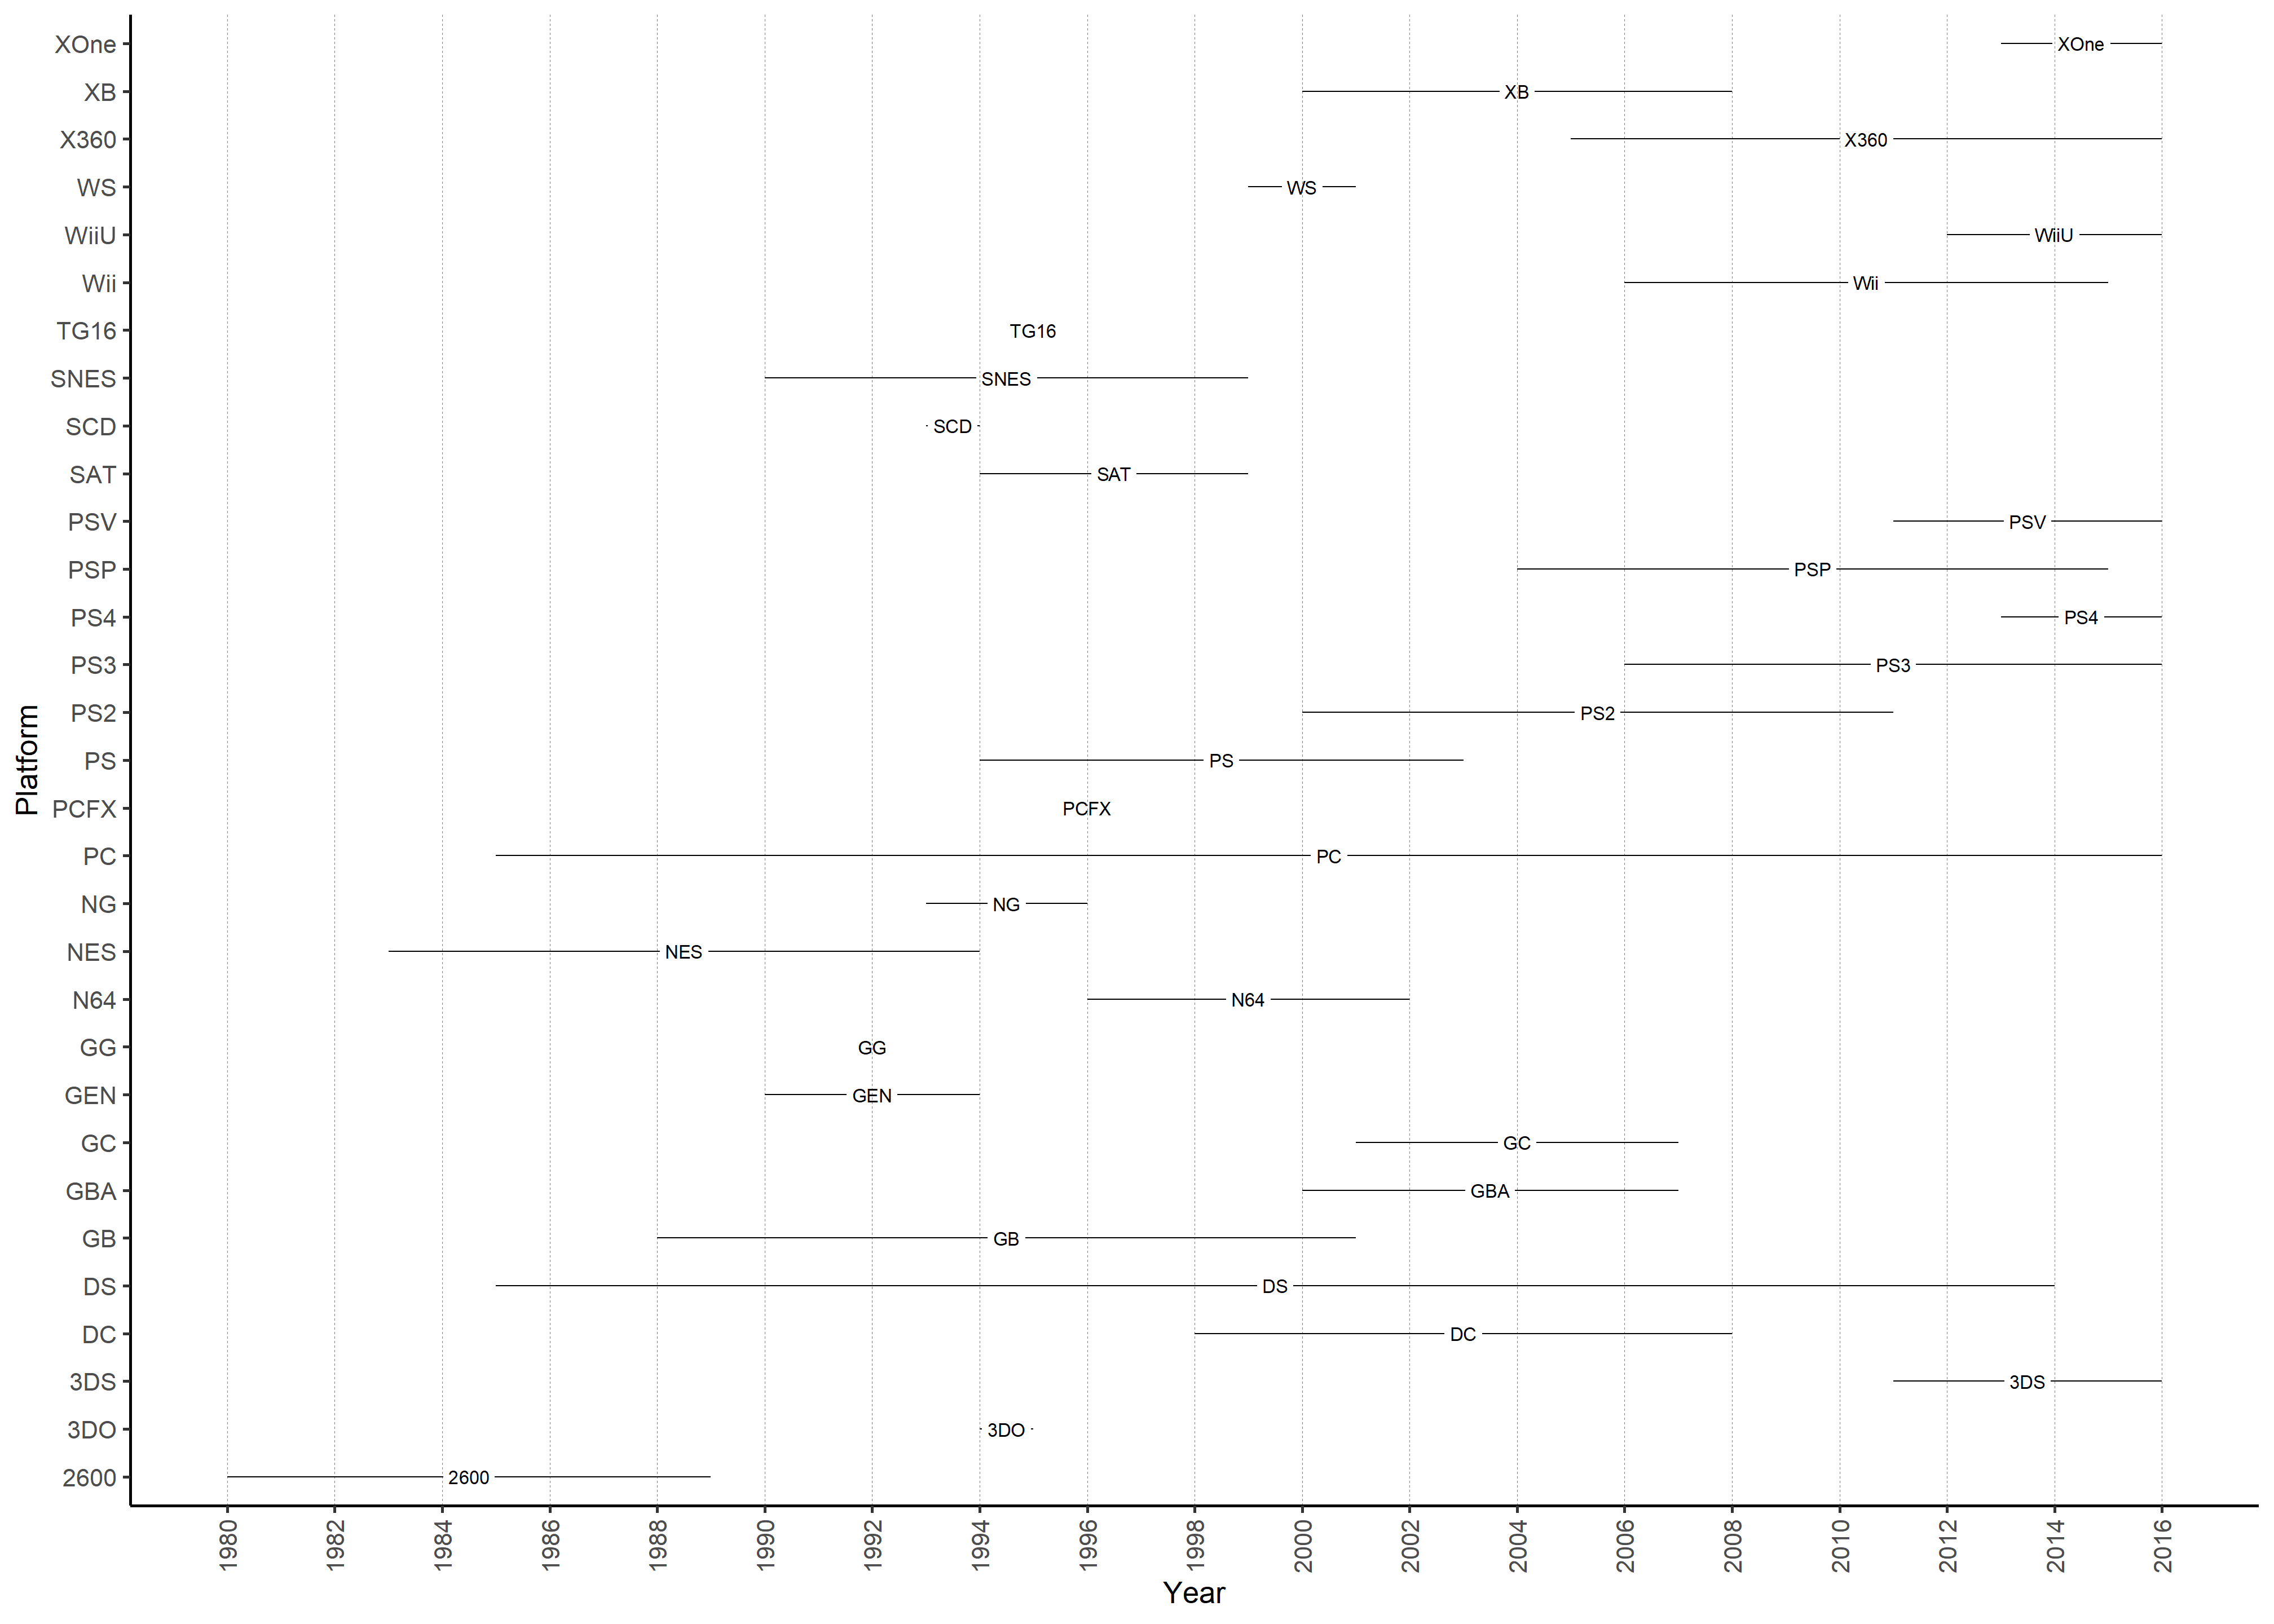 XOne XOne
XB XB
X360 X360
WS WS
WiiU WiiU
Wii Wii
TG16 TG16
SNES SNES
SCD SCD
SAT SAT
PSV PSV
PSP PSP
PS4 PS4
PS3 PS3
PS2 PS2
PS PS
PCFX PCFX
PC PC
NG NG
NES NES
N64 N64
GG GG
GEN GEN
GC GC
GBA GBA
GB GB
DS DS
DC DC
3DS 3DS
3DO 3DO
2600 2600
Platform
1980 1982 1984 1986 1988 1990 1992 1994 1996 1998 2000 2002 2004 2006 2008 2010 2012 2014 2016
Year